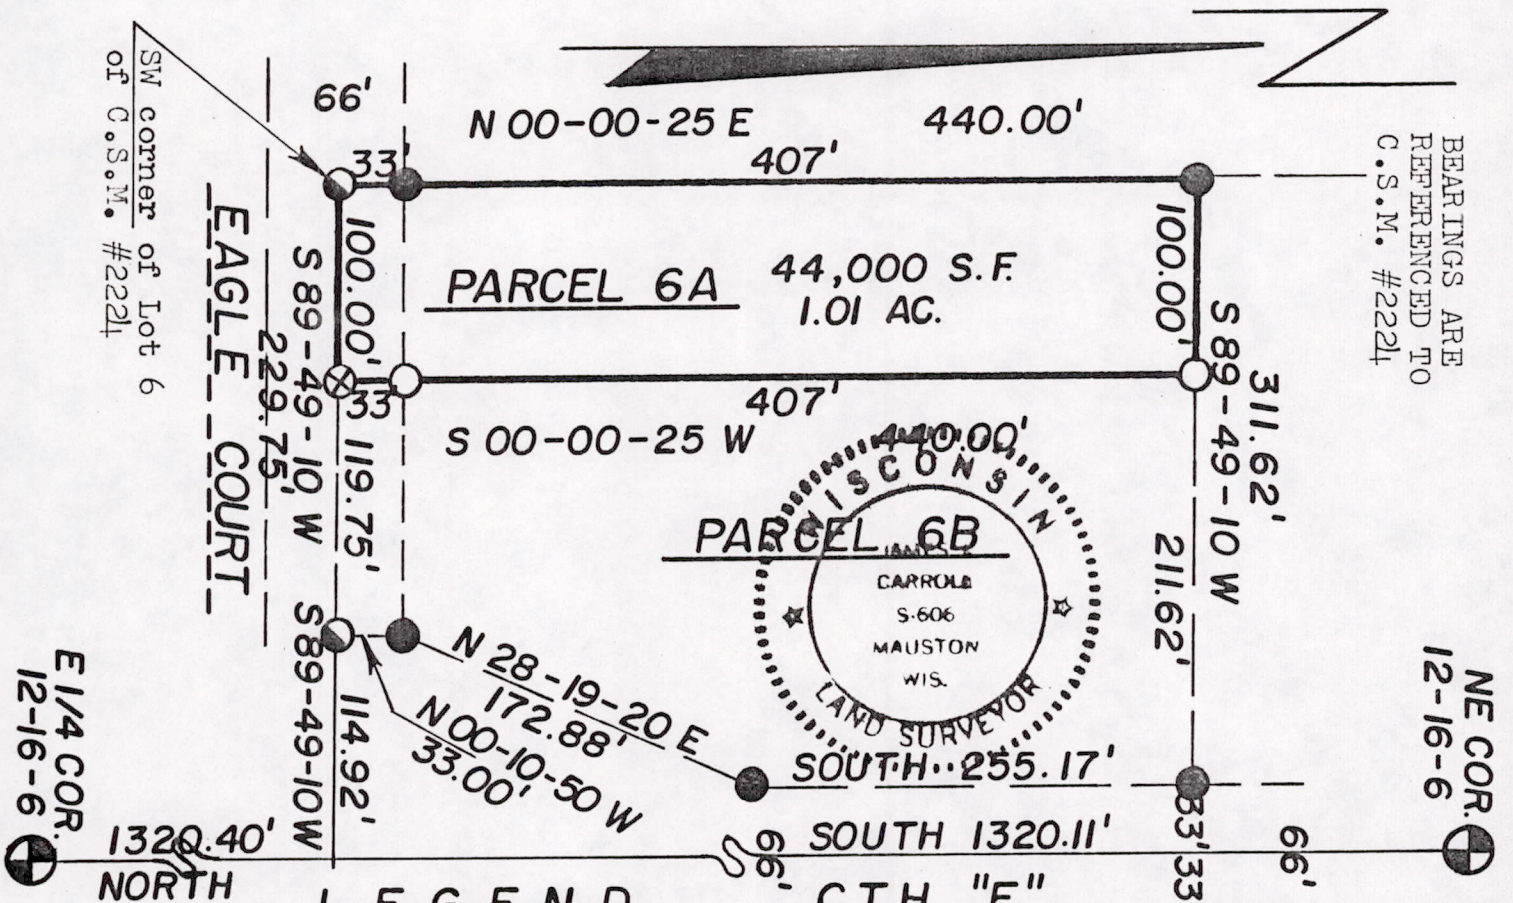 BEARINGS ARE
REFERENCED TO
C.S.M. #2224
SW corner of Lot 6
of C.S.M. #2224
66'
N 00-00-25 E
440.00'
33'
407'
100.00'
S 89-49-10 W
EAGLE COURT
229.75'
PARCEL 6A
44,000 S.F.
1.01 AC.
100.00'
S 89-49-10 W
311.62'
33'
407'
S 00-00-25 W
440.00'
119.75'
PARCEL 6B
WISCONSIN
JAMES
CARROLL
S-606
MAUSTON
WIS.
LAND SURVEYOR
211.62'
N 28-19-20 E
172.88'
N 00-10-50 W
33.00'
S 89-49-10W
114.92'
SOUTH 255.17'
33' 33
66'
E 1/4 COR.
12-16-6
NE COR.
12-16-6
1320.40'
NORTH
66'
SOUTH 1320.11'
LEGEND
CTH "F"